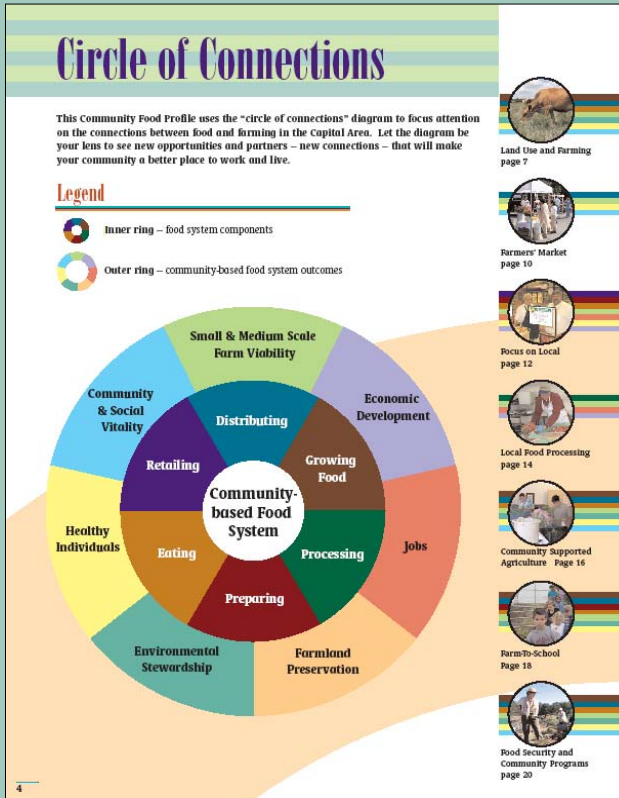 Circle of Connections
This Community Food Profile uses the “circle of connections” diagram to focus attention
on the connections between food and farming in the Capital Area. Let the diagram be
your lens to see new opportunities and partners – new connections – that will make
your community a better place to work and live.
Legend
Inner ring – food system components
Outer ring – community-based food system outcomes
Small & Medium Scale
Farm Viability
Economic
Development
Jobs
Farmland
Preservation
Environmental
Stewardship
Healthy
Individuals
Community
& Social
Vitality
Distributing
Growing
Food
Processing
Preparing
Eating
Retailing
Community-
based Food
System
Land Use and Farming
page 7
Farmers' Market
page 10
Focus on Local
page 12
Local Food Processing
page 14
Community Supported
Agriculture Page 16
Farm-To-School
Page 18
Food Security and
Community Programs
page 20
4